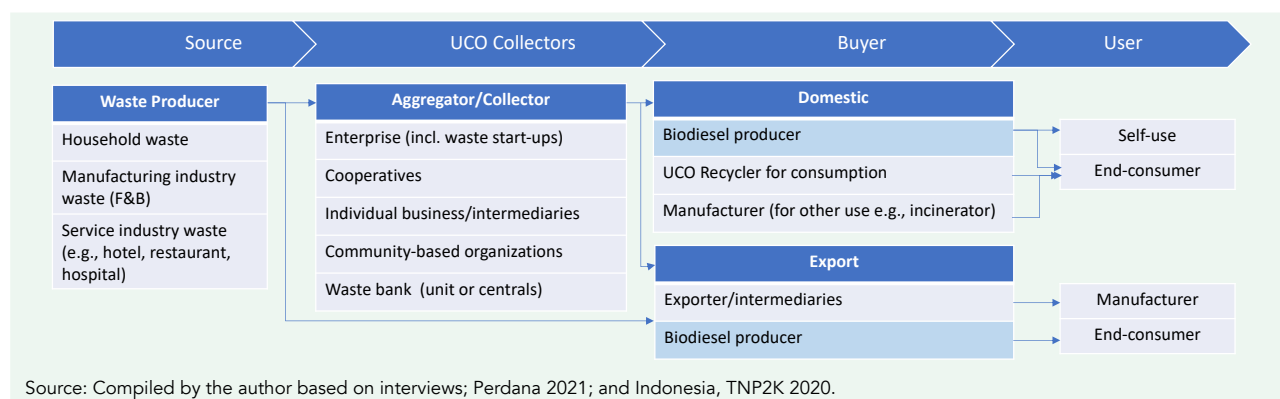 Source
UCO Collectors
Buyer
User
Waste Producer
Household waste
Manufacturing industry
waste (F&B)
Service industry waste
(e.g., hotel, restaurant,
hospital)
Aggregator/Collector
Enterprise (incl. waste start-ups)
Cooperatives
Individual business/intermediaries
Community-based organizations
Waste bank  (unit or centrals)
Domestic
Biodiesel producer
UCO Recycler for consumption
Manufacturer (for other use e.g., incinerator)
Export
Exporter/intermediaries
Biodiesel producer
Self-use
End-consumer
Manufacturer
End-consumer
Source: Compiled by the author based on interviews; Perdana 2021; and Indonesia, TNP2K 2020.